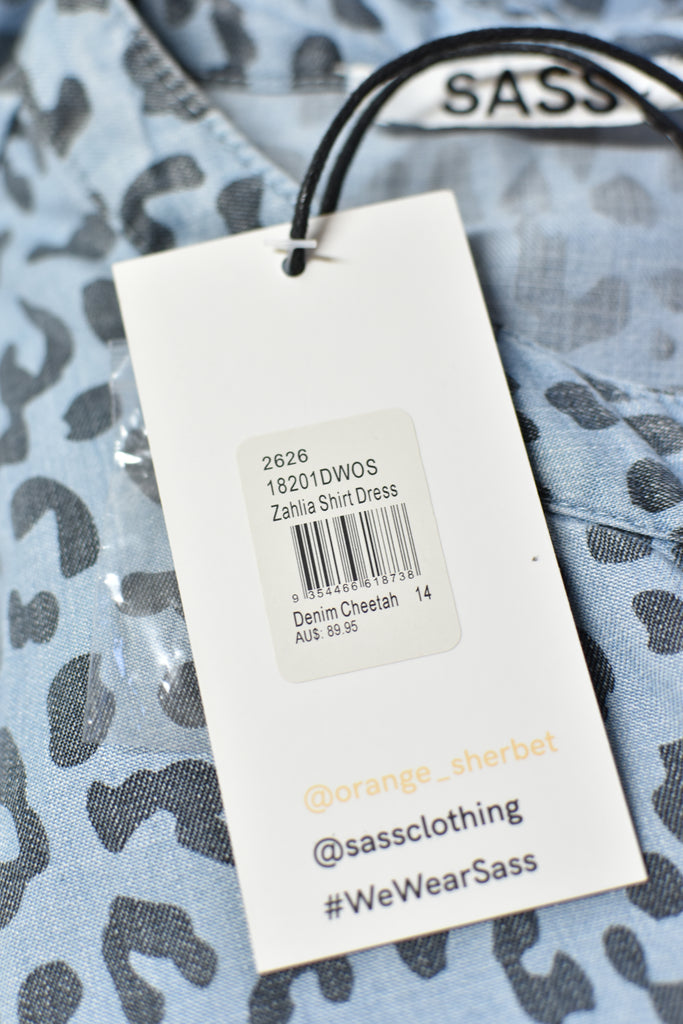 SASS
2626
18201DWOS
Zahlia Shirt Dress
9 354466 618738
Denim Cheetah 14
AU$: 89.95
@orange_sherbet
@sassclothing
#WeWearSass